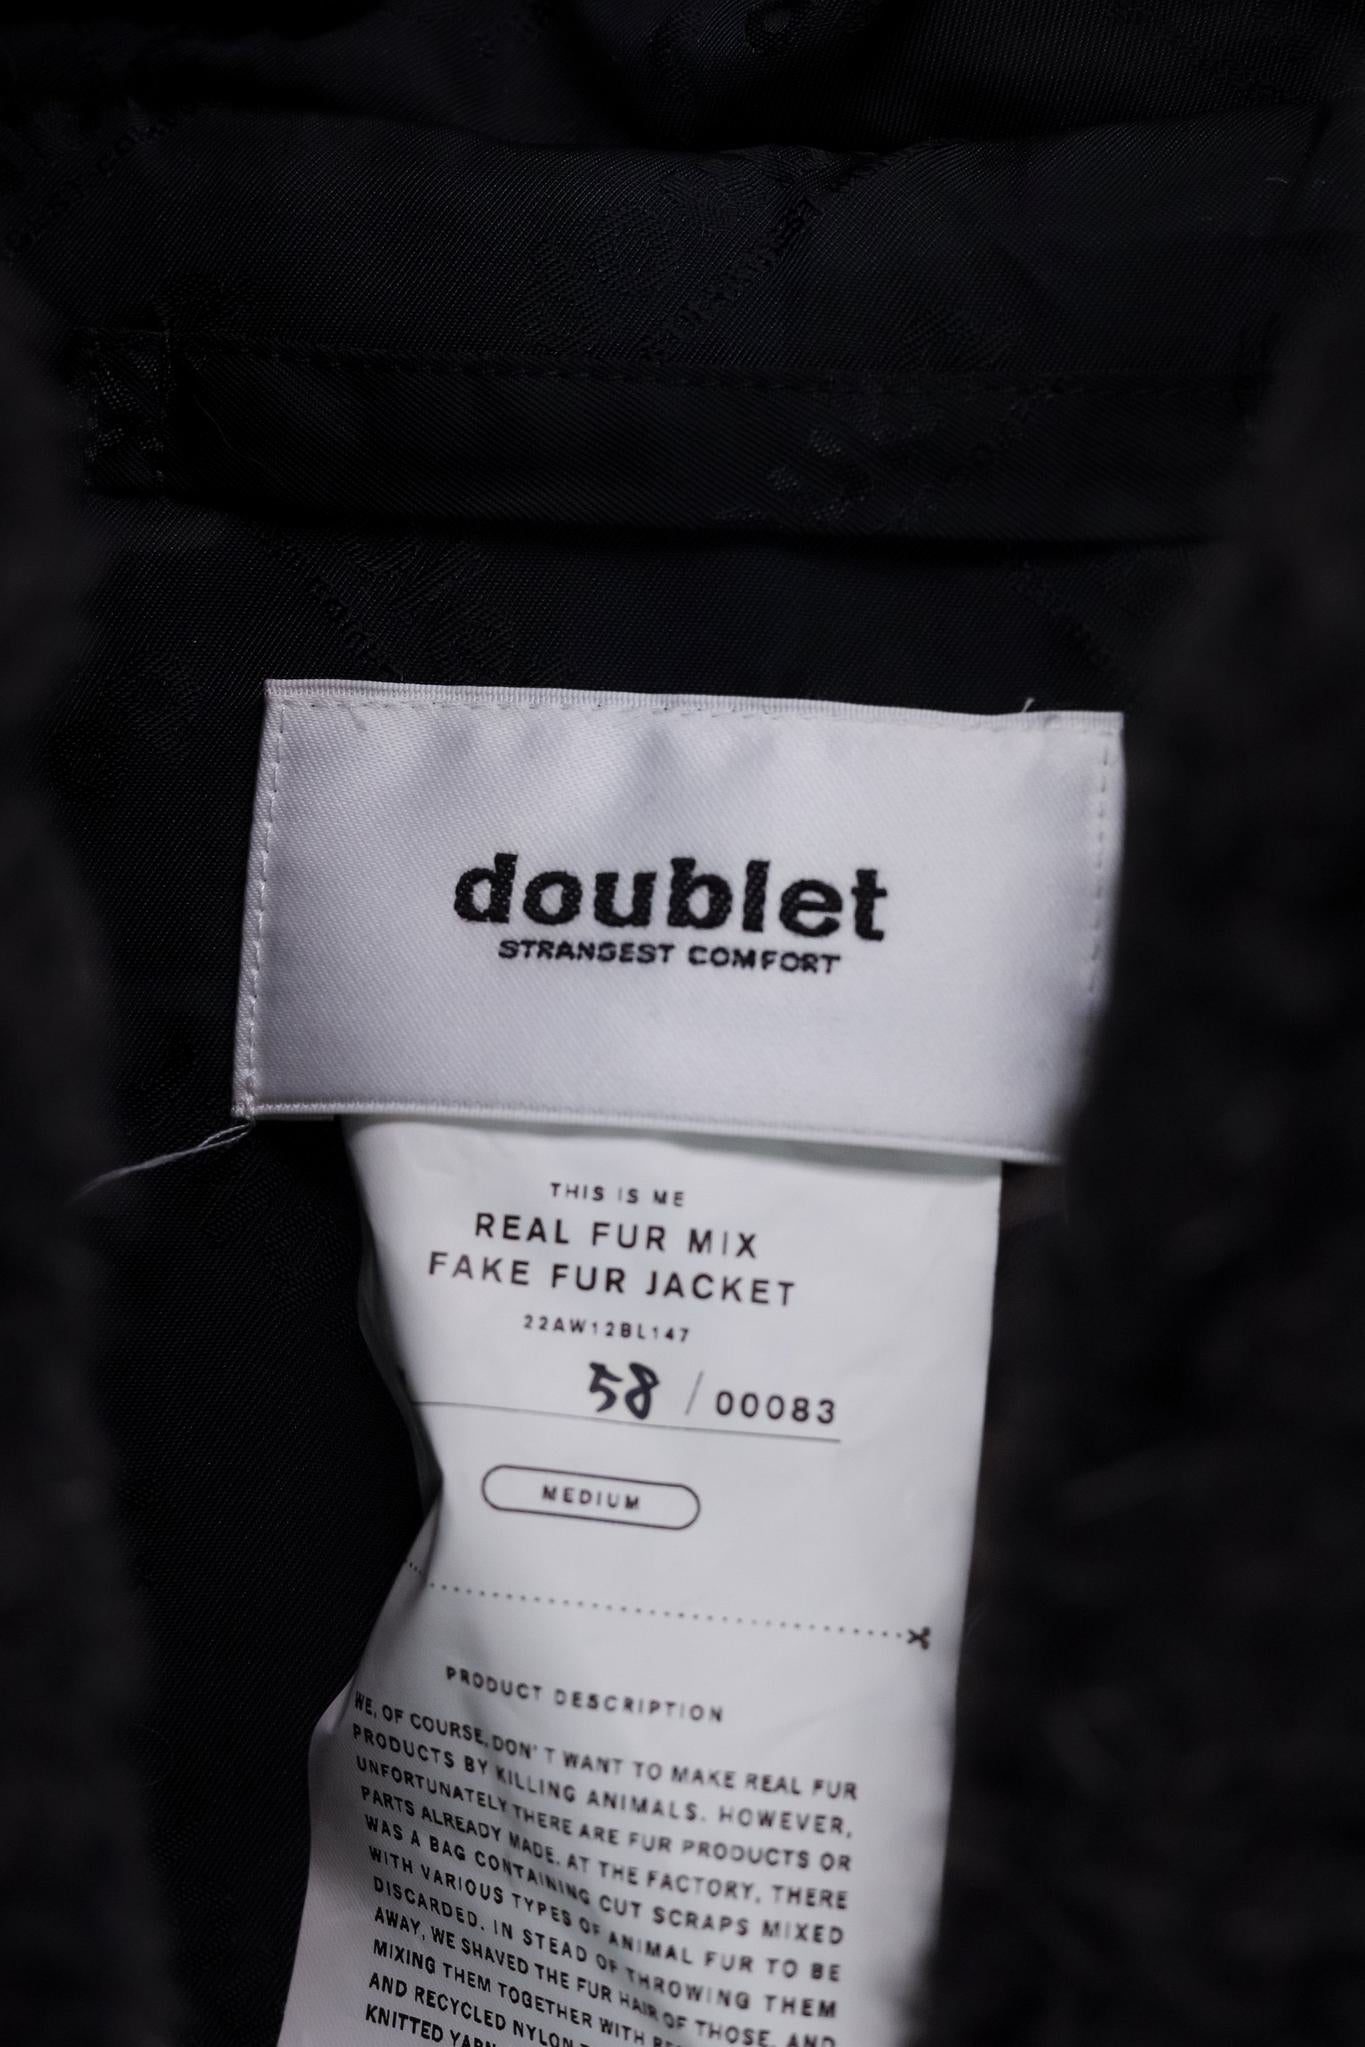 doublet
STRANGEST COMFORT
THIS IS ME
REAL FUR MIX
FAKE FUR JACKET
22AW12BL147
58 / 00083
MEDIUM
PRODUCT DESCRIPTION
WE, OF COURSE, DON' T WANT TO MAKE REAL FUR
PRODUCTS BY KILLING ANIMALS. HOWEVER,
UNFORTUNATELY THERE ARE FUR PRODUCTS OR
PARTS ALREADY MADE. AT THE FACTORY, THERE
WAS A BAG CONTAINING CUT SCRAPS MIXED
WITH VARIOUS TYPES OF ANIMAL FUR TO BE
DISCARDED. IN STEAD OF THROWING THEM
AWAY, WE SHAVED THE FUR HAIR OF THOSE, AND
MIXING THEM TOGETHER WITH
AND RECYCLED NYLON
KNITTED YARN